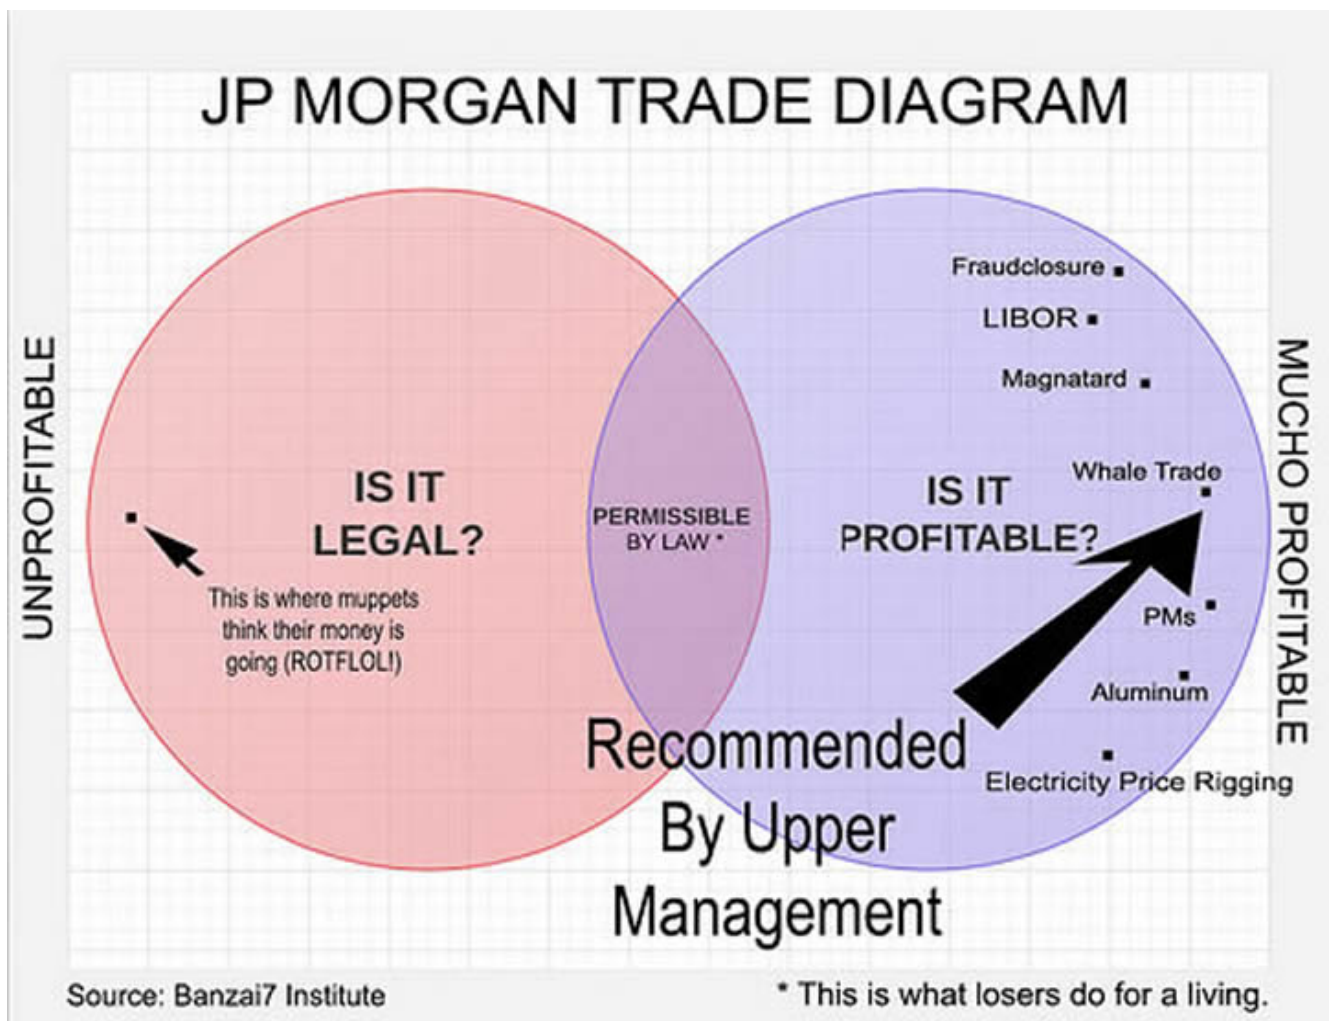 JP MORGAN TRADE DIAGRAM
UNPROFITABLE
IS IT
LEGAL?
This is where muppets
think their money is
going (ROTFLOL!)
PERMISSIBLE
BY LAW *
Fraudclosure
LIBOR
Magnatard
Whale Trade
IS IT
PROFITABLE?
PMs
Aluminum
Electricity Price Rigging
MUCHO PROFITABLE
Recommended
By Upper
Management
Source: Banzai7 Institute
* This is what losers do for a living.